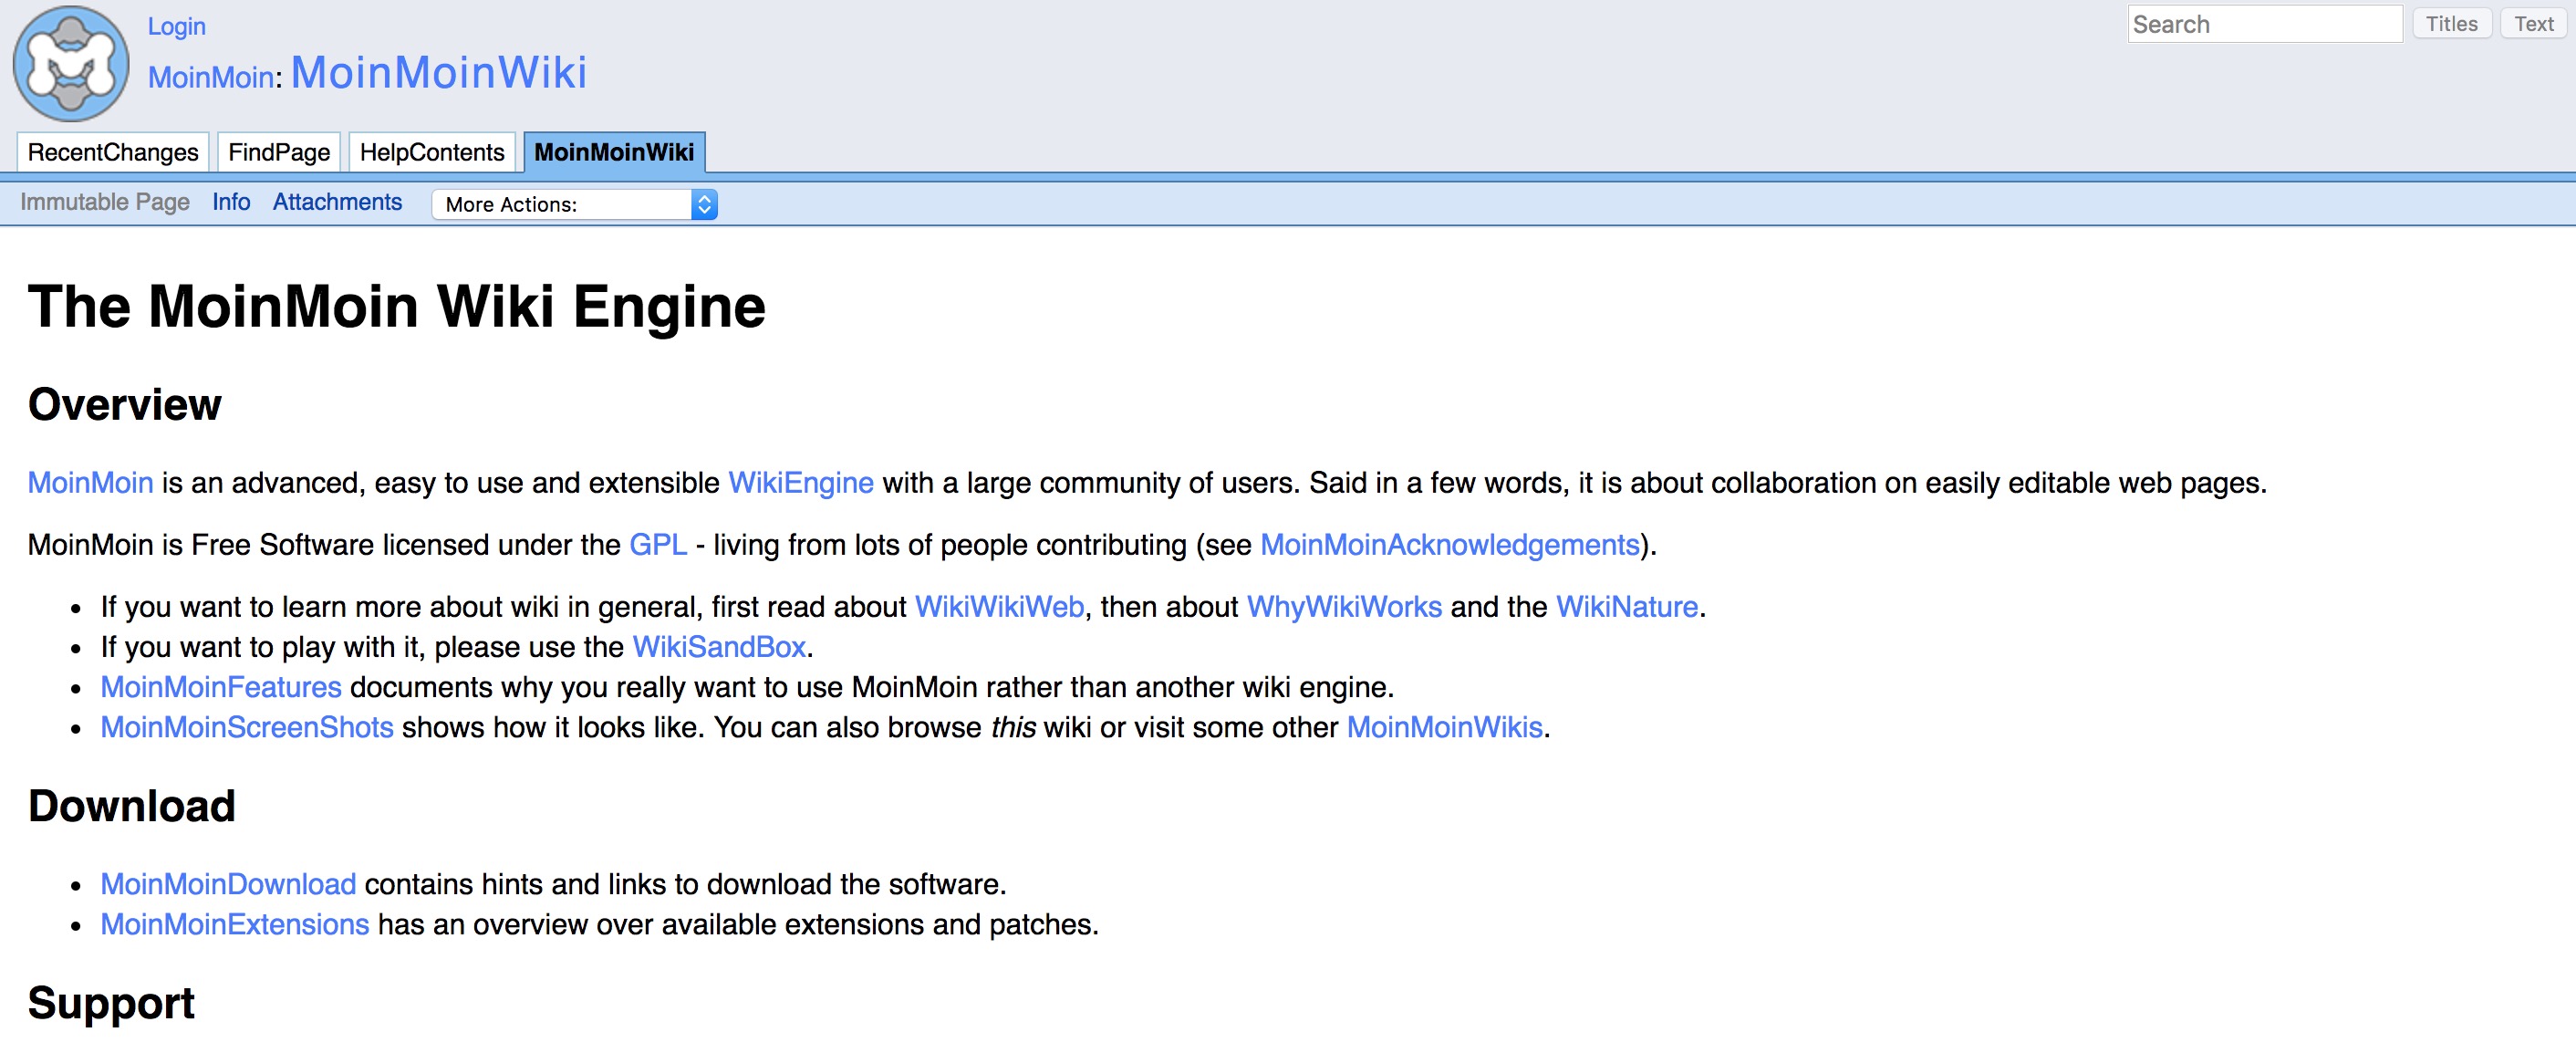 Login
Search Titles Text
MoinMoin: MoinMoinWiki
RecentChanges FindPage HelpContents MoinMoinWiki
Immutable Page Info Attachments More Actions:
The MoinMoin Wiki Engine
Overview
MoinMoin is an advanced, easy to use and extensible WikiEngine with a large community of users. Said in a few words, it is about collaboration on easily editable web pages.
MoinMoin is Free Software licensed under the GPL - living from lots of people contributing (see MoinMoinAcknowledgements).
• If you want to learn more about wiki in general, first read about WikiWikiWeb, then about WhyWikiWorks and the WikiNature.
• If you want to play with it, please use the WikiSandBox.
• MoinMoinFeatures documents why you really want to use MoinMoin rather than another wiki engine.
• MoinMoinScreenShots shows how it looks like. You can also browse this wiki or visit some other MoinMoinWikis.
Download
• MoinMoinDownload contains hints and links to download the software.
• MoinMoinExtensions has an overview over available extensions and patches.
Support